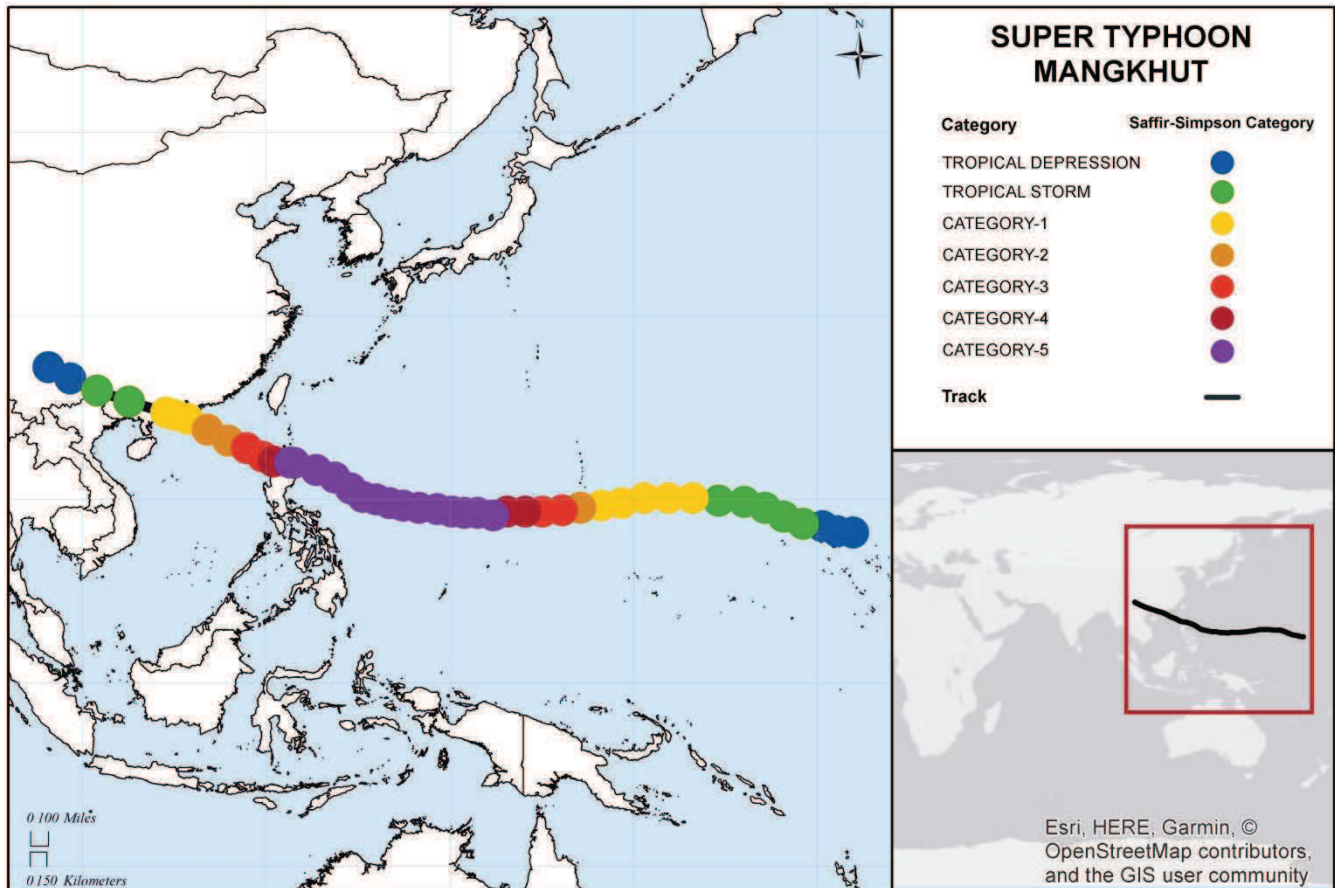 N
SUPER TYPHOON
MANGKHUT
Category Saffir-Simpson Category
TROPICAL DEPRESSION
TROPICAL STORM
CATEGORY-1
CATEGORY-2
CATEGORY-3
CATEGORY-4
CATEGORY-5
Track
0 100 Miles
0 150 Kilometers
Esri, HERE, Garmin, ©
OpenStreetMap contributors,
and the GIS user community